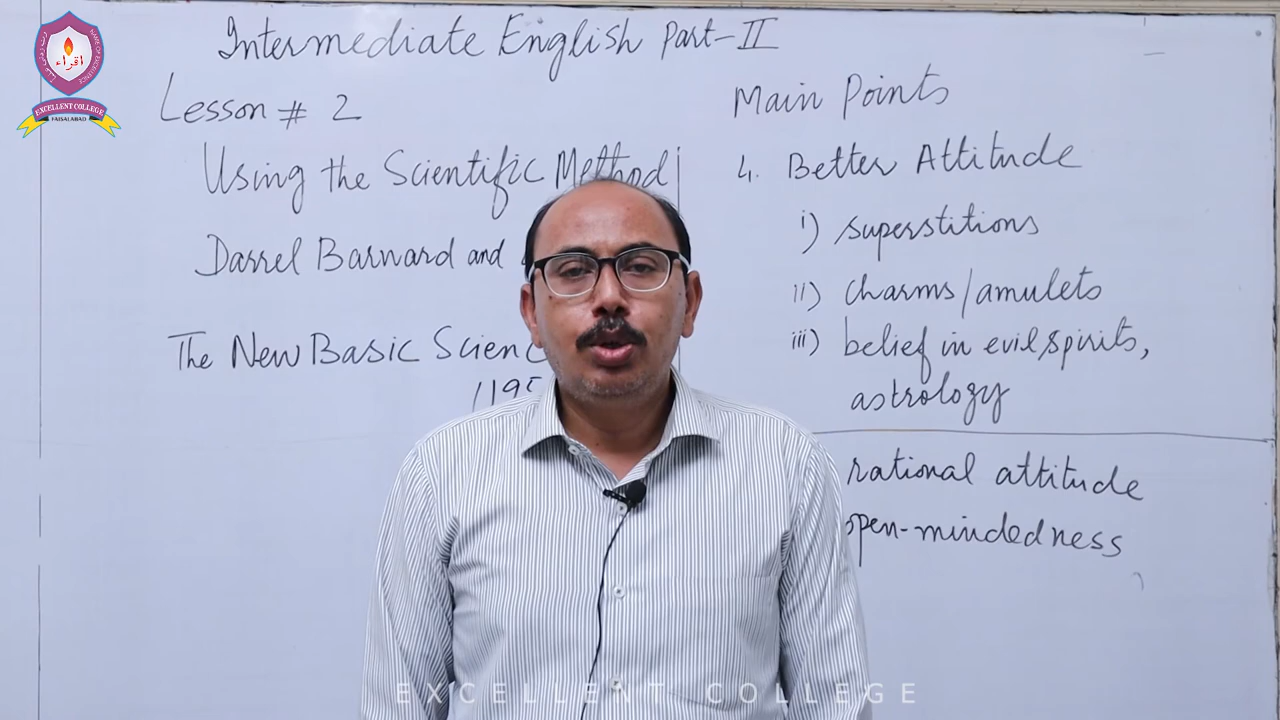 Intermediate English Part-II
Lesson # 2
Using the Scientific Method
Darrel Barnard and
The New Basic Scienc
Main Points
4. Better Attitude
i) superstitions
ii) charms/amulets
iii) belief in evil spirits,
astrology
rational attitude
open-mindedness
اقراء
EXCELLENT COLLEGE
FAISALABAD
EXCELLENT COLLEGE